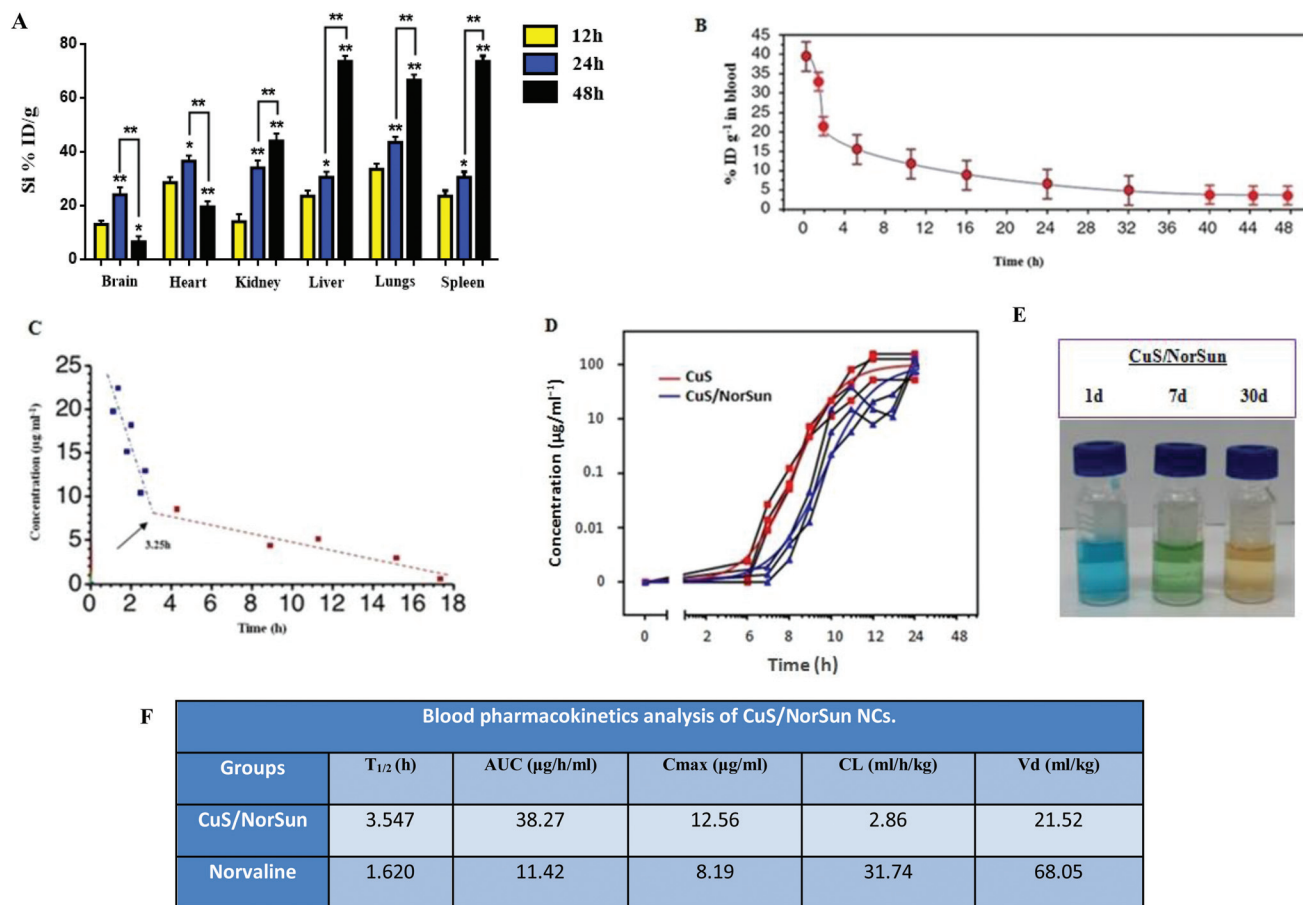 A
Si % ID/g
80
60
40
20
0
** ** ** ** ** **
** * * ** ** ** ** ** * ** ** ** * **
Brain Heart Kidney Liver Lungs Spleen
12h
24h
48h
B
% ID g-1 in blood
45
40
35
30
25
20
15
10
5
0
0 4 8 12 16 20 24 28 32 36 40 44 48
Time (h)
C
Concentration (µg/ml-1)
25
20
15
10
5
0
3.25h
0 2 4 6 8 10 12 14 16 18
Time (h)
D
Concentration (µg/ml-1)
CuS
CuS/NorSun
100
10
0.1
0.01
0
0 2 6 8 10 12 24 48
Time (h)
E
CuS/NorSun
1d 7d 30d
F
Blood pharmacokinetics analysis of CuS/NorSun NCs.
Groups T1/2 (h) AUC (µg/h/ml) Cmax (µg/ml) CL (ml/h/kg) Vd (ml/kg)
CuS/NorSun 3.547 38.27 12.56 2.86 21.52
Norvaline 1.620 11.42 8.19 31.74 68.05